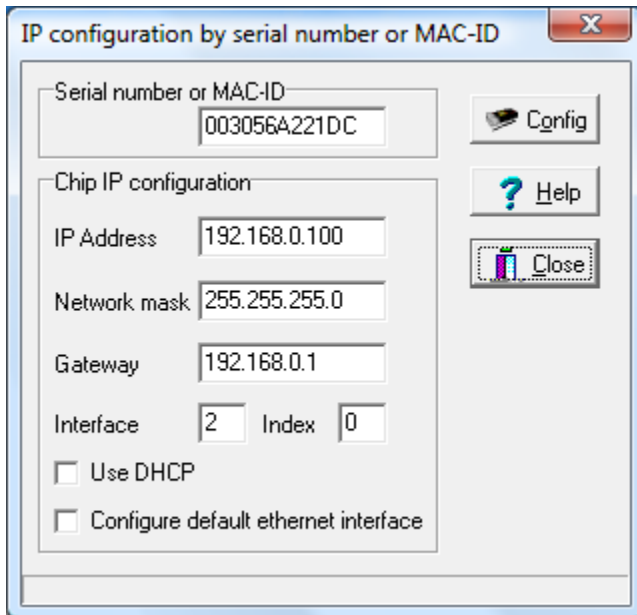 IP configuration by serial number or MAC-ID
Serial number or MAC-ID
003056A221DC
Config
Chip IP configuration
Help
IP Address 192.168.0.100
Close
Network mask 255.255.255.0
Gateway 192.168.0.1
Interface 2 Index 0
Use DHCP
Configure default ethernet interface